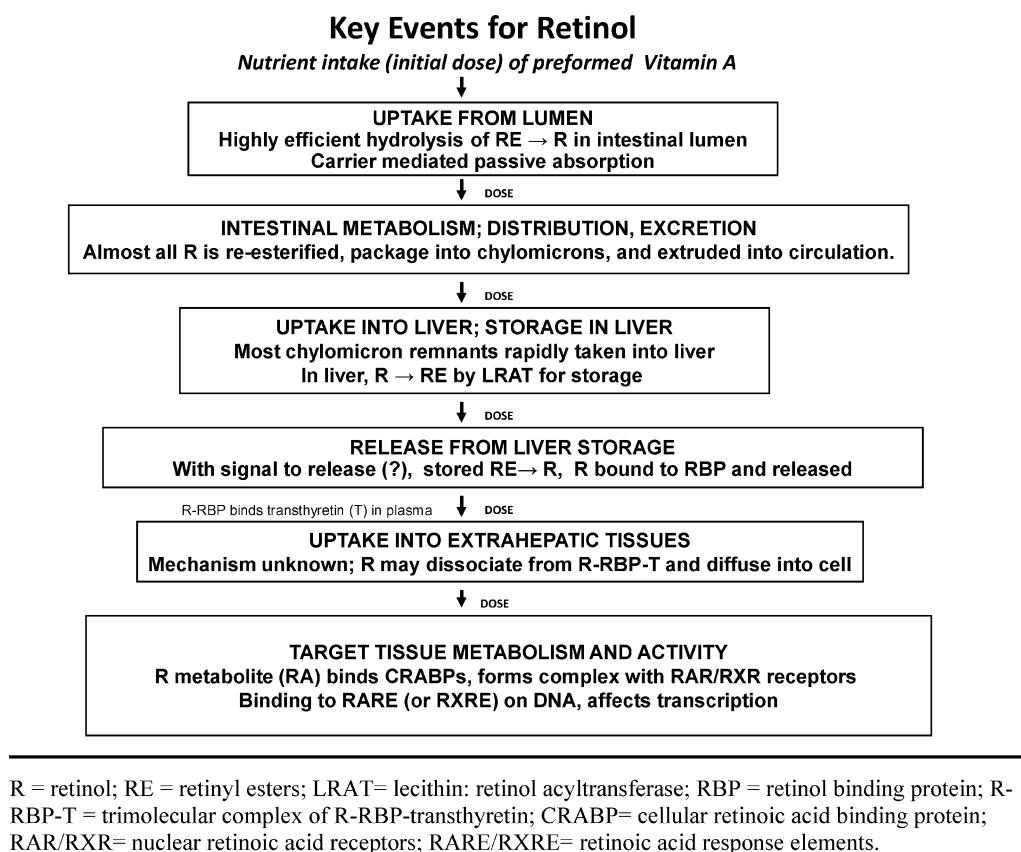 Key Events for Retinol
Nutrient intake (initial dose) of preformed Vitamin A
UPTAKE FROM LUMEN
Highly efficient hydrolysis of RE → R in intestinal lumen
Carrier mediated passive absorption
DOSE
INTESTINAL METABOLISM; DISTRIBUTION, EXCRETION
Almost all R is re-esterified, package into chylomicrons, and extruded into circulation.
DOSE
UPTAKE INTO LIVER; STORAGE IN LIVER
Most chylomicron remnants rapidly taken into liver
In liver, R → RE by LRAT for storage
DOSE
RELEASE FROM LIVER STORAGE
With signal to release (?), stored RE→ R, R bound to RBP and released
R-RBP binds transthyretin (T) in plasma
DOSE
UPTAKE INTO EXTRAHEPATIC TISSUES
Mechanism unknown; R may dissociate from R-RBP-T and diffuse into cell
DOSE
TARGET TISSUE METABOLISM AND ACTIVITY
R metabolite (RA) binds CRABPs, forms complex with RAR/RXR receptors
Binding to RARE (or RXRE) on DNA, affects transcription
R = retinol; RE = retinyl esters; LRAT= lecithin: retinol acyltransferase; RBP = retinol binding protein; R-
RBP-T = trimolecular complex of R-RBP-transthyretin; CRABP= cellular retinoic acid binding protein;
RAR/RXR= nuclear retinoic acid receptors; RARE/RXRE= retinoic acid response elements.